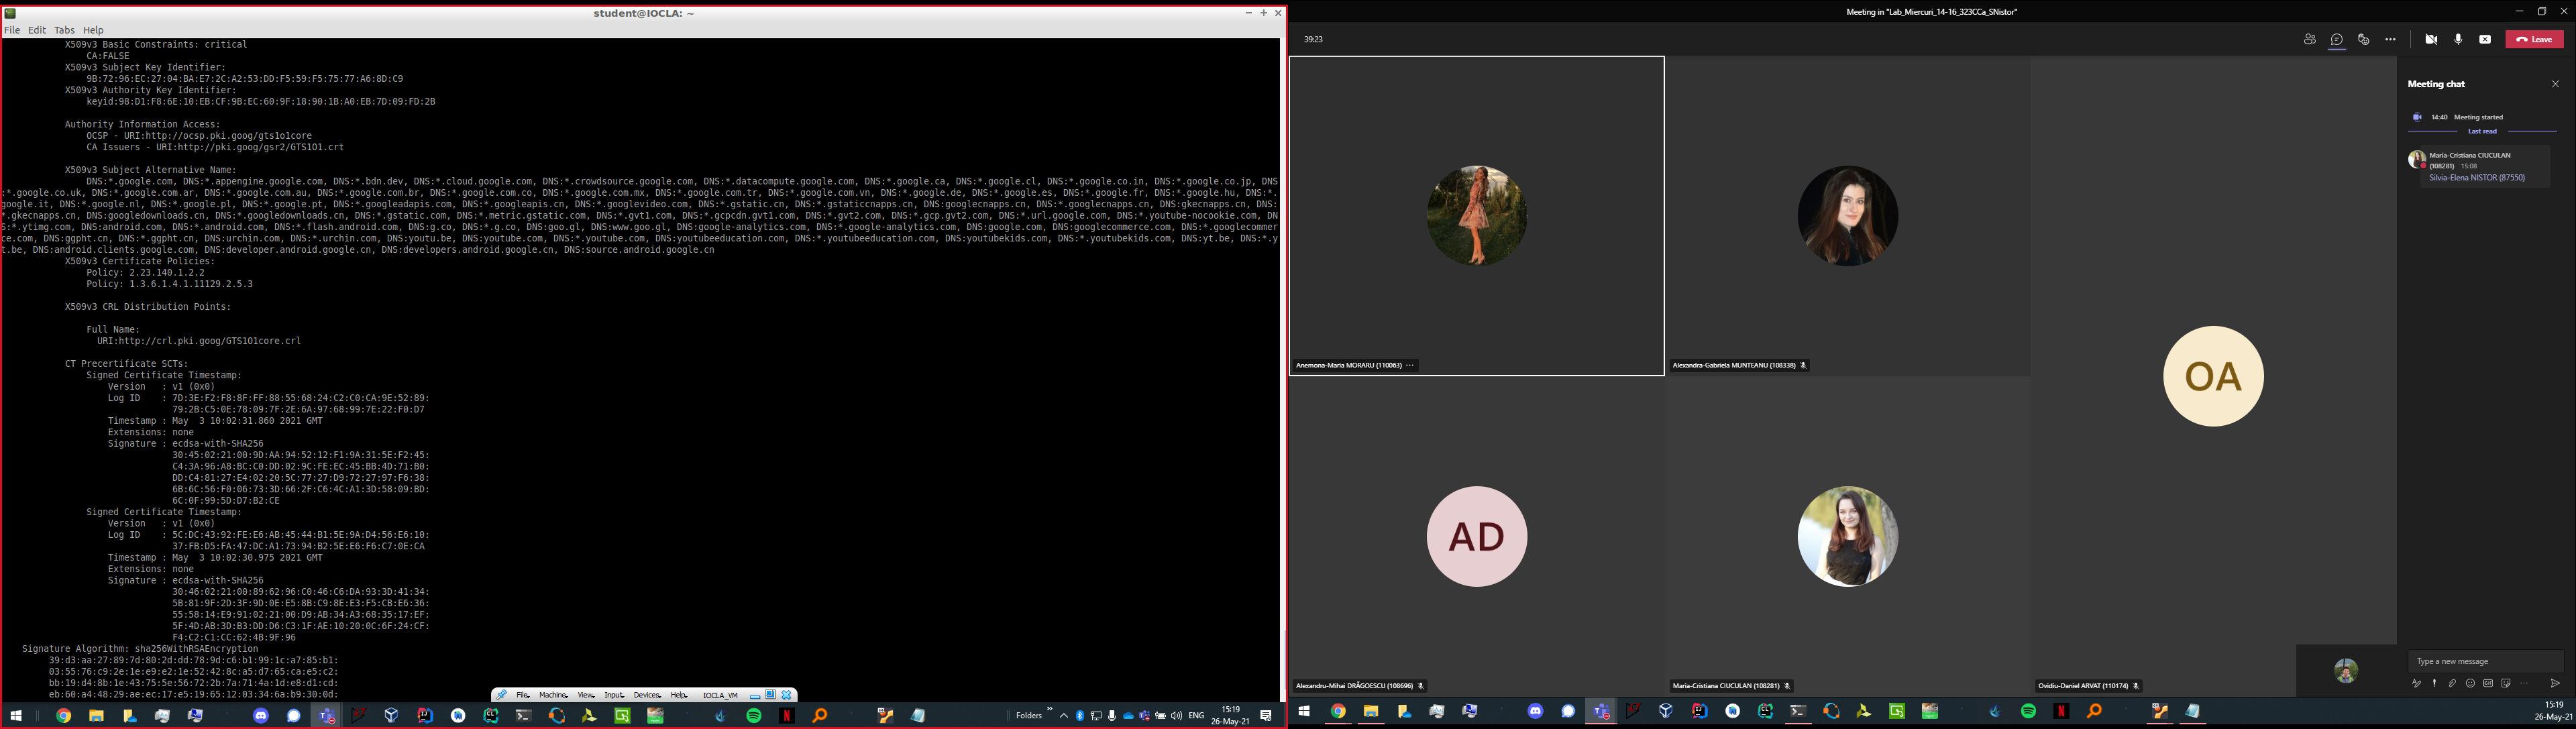 student@IOCLA: ~
File Edit Tabs Help
X509v3 Basic Constraints: critical
CA:FALSE
X509v3 Subject Key Identifier:
9B:72:96:EC:27:04:BA:E7:2C:A2:53:DD:F5:59:F5:75:77:A6:8D:C9
X509v3 Authority Key Identifier:
keyid:98:D1:F8:6E:10:EB:CF:9B:EC:60:9F:18:90:1B:A0:EB:7D:09:FD:2B
Authority Information Access:
OCSP - URI:http://ocsp.pki.goog/gts1o1core
CA Issuers - URI:http://pki.goog/gsr2/GTS1O1.crt
X509v3 Subject Alternative Name:
DNS:*.google.com, DNS:*.appengine.google.com, DNS:*.bdn.dev, DNS:*.cloud.google.com, DNS:*.crowdsource.google.com, DNS:*.datacompute.google.com, DNS:*.google.ca, DNS:*.google.cl, DNS:*.google.co.in, DNS:*.google.co.jp, DNS
:*.google.co.uk, DNS:*.google.com.ar, DNS:*.google.com.au, DNS:*.google.com.br, DNS:*.google.com.co, DNS:*.google.com.mx, DNS:*.google.com.tr, DNS:*.google.com.vn, DNS:*.google.de, DNS:*.google.es, DNS:*.google.fr, DNS:*.google.hu, DNS:*.
google.it, DNS:*.google.nl, DNS:*.google.pl, DNS:*.google.pt, DNS:*.googleadapis.com, DNS:*.googleapis.cn, DNS:*.googlevideo.com, DNS:*.gstatic.cn, DNS:*.gstaticcnapps.cn, DNS:googlecnapps.cn, DNS:*.googlecnapps.cn, DNS:gkecnapps.cn, DNS:
*.gkecnapps.cn, DNS:googledownloads.cn, DNS:*.googledownloads.cn, DNS:*.gstatic.com, DNS:*.metric.gstatic.com, DNS:*.gvt1.com, DNS:*.gcpcdn.gvt1.com, DNS:*.gvt2.com, DNS:*.gcp.gvt2.com, DNS:*.url.google.com, DNS:*.youtube-nocookie.com, DN
S:*.ytimg.com, DNS:android.com, DNS:*.android.com, DNS:*.flash.android.com, DNS:g.co, DNS:*.g.co, DNS:goo.gl, DNS:www.goo.gl, DNS:google-analytics.com, DNS:*.google-analytics.com, DNS:google.com, DNS:googlecommerce.com, DNS:*.googlecommer
ce.com, DNS:ggpht.cn, DNS:*.ggpht.cn, DNS:urchin.com, DNS:*.urchin.com, DNS:youtu.be, DNS:youtube.com, DNS:*.youtube.com, DNS:youtubeeducation.com, DNS:*.youtubeeducation.com, DNS:youtubekids.com, DNS:*.youtubekids.com, DNS:yt.be, DNS:*.y
t.be, DNS:android.clients.google.com, DNS:developer.android.google.cn, DNS:developers.android.google.cn, DNS:source.android.google.cn
X509v3 Certificate Policies:
Policy: 2.23.140.1.2.2
Policy: 1.3.6.1.4.1.11129.2.5.3
X509v3 CRL Distribution Points:
Full Name:
URI:http://crl.pki.goog/GTS1O1core.crl
CT Precertificate SCTs:
Signed Certificate Timestamp:
Version : v1 (0x0)
Log ID : 7D:3E:F2:F8:8F:FF:88:55:68:24:C2:C0:CA:9E:52:89:
79:2B:C5:0E:78:09:7F:2E:6A:97:68:99:7E:22:F0:D7
Timestamp : May 3 10:02:31.860 2021 GMT
Extensions: none
Signature : ecdsa-with-SHA256
30:45:02:21:00:9D:AA:94:52:12:F1:9A:31:5E:F2:45:
C4:3A:96:A8:BC:C0:DD:02:9C:FE:EC:45:BB:4D:71:B0:
DD:C4:81:27:E4:02:20:5C:77:27:D9:72:27:97:F6:38:
6B:6C:56:F0:06:73:3D:66:2F:C6:4C:A1:3D:58:09:BD:
6C:0F:99:5D:D7:B2:CE
Signed Certificate Timestamp:
Version : v1 (0x0)
Log ID : 5C:DC:43:92:FE:E6:AB:45:44:B1:5E:9A:D4:56:E6:10:
37:FB:D5:FA:47:DC:A1:73:94:B2:5E:E6:F6:C7:0E:CA
Timestamp : May 3 10:02:30.975 2021 GMT
Extensions: none
Signature : ecdsa-with-SHA256
30:46:02:21:00:89:62:96:C0:46:C6:DA:93:3D:41:34:
5B:81:9F:2D:3F:9D:0E:E5:8B:C9:8E:E3:F5:CB:E6:36:
55:58:14:E9:91:02:21:00:D9:AB:34:A3:68:35:17:EF:
5F:4D:AB:3D:B3:DD:D6:C3:1F:AE:10:20:0C:6F:24:CF:
F4:C2:C1:CC:62:4B:9F:96
Signature Algorithm: sha256WithRSAEncryption
39:d3:aa:27:89:7d:80:2d:dd:78:9d:c6:b1:99:1c:a7:85:b1:
03:55:76:c9:2e:1e:e9:e2:1e:52:42:8c:a5:d7:65:ca:e5:c2:
bb:19:d4:8b:1e:43:75:5e:56:72:2b:7a:71:4a:1d:e8:d1:cd:
eb:60:a4:48:29:ae:ec:17:e5:19:65:12:03:34:6a:b9:30:0d:
File Machine View Input Devices Help IOCLA_VM
Folders ENG 15:19
26-May-21
Meeting in "Lab_Miercuri_14-16_323CCa_SNistor"
39:23
Leave
Anemona-Maria MORARU (110063)
Alexandra-Gabriela MUNTEANU (108338)
OA
AD
Alexandru-Mihai DRĂGOESCU (108696)
Maria-Cristiana CIUCULAN (108281)
Ovidiu-Daniel ARVAT (110174)
Meeting chat
14:40 Meeting started
Last read
Maria-Cristiana CIUCULAN
(108281) 15:08
Silvia-Elena NISTOR (87550)
Type a new message
15:19
26-May-21